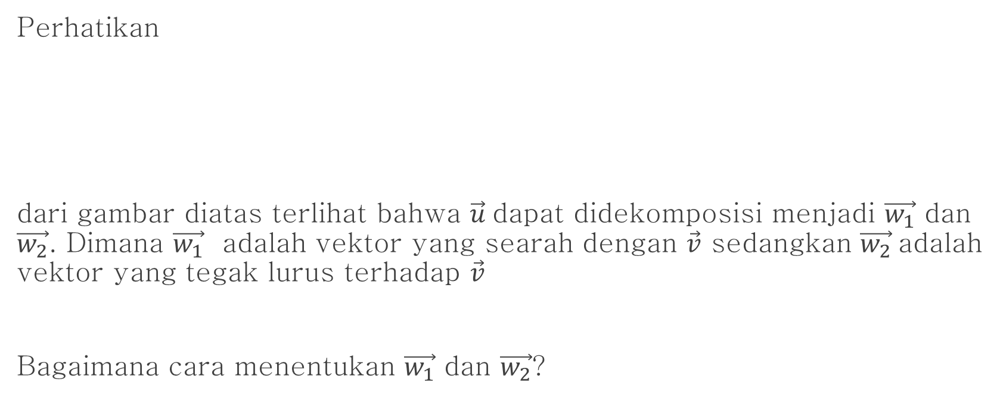 Perhatikan
dari gambar diatas terlihat bahwa \(\vec{u}\) dapat didekomposisi menjadi \(\overrightarrow{w_1}\) dan
\(\overrightarrow{w_2}\). Dimana \(\overrightarrow{w_1}\) adalah vektor yang searah dengan \(\vec{v}\) sedangkan \(\overrightarrow{w_2}\) adalah
vektor yang tegak lurus terhadap \(\vec{v}\)
Bagaimana cara menentukan \(\overrightarrow{w_1}\) dan \(\overrightarrow{w_2}\)?